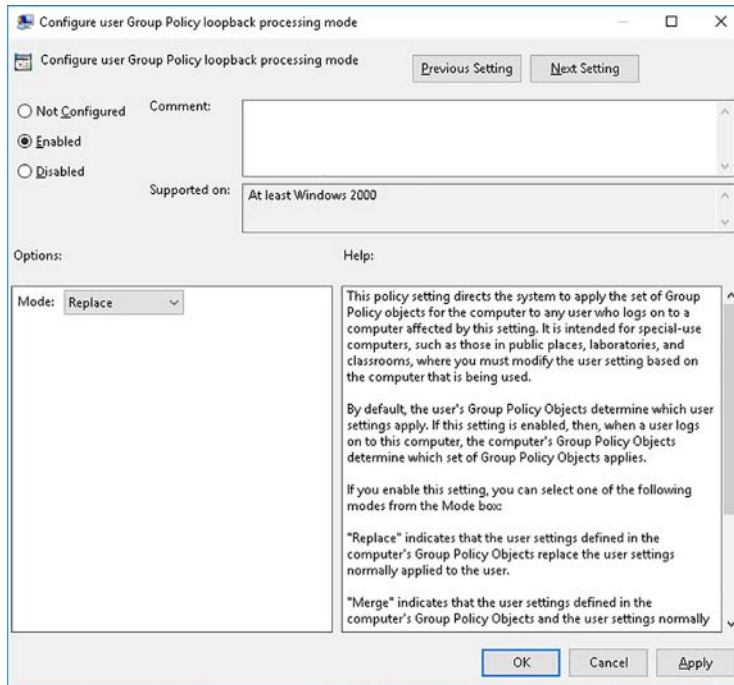 Configure user Group Policy loopback processing mode
Configure user Group Policy loopback processing mode
Previous Setting
Next Setting
Not Configured
Comment:
Enabled
Disabled
Supported on:
At least Windows 2000
Options:
Help:
Mode:
Replace
This policy setting directs the system to apply the set of Group
Policy objects for the computer to any user who logs on to a
computer affected by this setting. It is intended for special-use
computers, such as those in public places, laboratories, and
classrooms, where you must modify the user setting based on
the computer that is being used.
By default, the user's Group Policy Objects determine which user
settings apply. If this setting is enabled, then, when a user logs
on to this computer, the computer's Group Policy Objects
determine which set of Group Policy Objects applies.
If you enable this setting, you can select one of the following
modes from the Mode box:
"Replace" indicates that the user settings defined in the
computer's Group Policy Objects replace the user settings
normally applied to the user.
"Merge" indicates that the user settings defined in the
computer's Group Policy Objects and the user settings normally
OK
Cancel
Apply